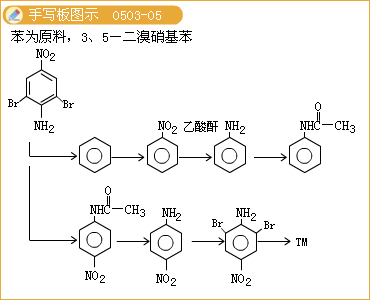 手写板图示 0503-05
苯为原料，3、5一二溴硝基苯
NO₂
Br Br
NH₂
NO₂ 乙酸酐 NH₂
O
NHC—CH₃
O
NHC—CH₃ NH₂ NH₂
Br Br
TM
NO₂ NO₂ NO₂